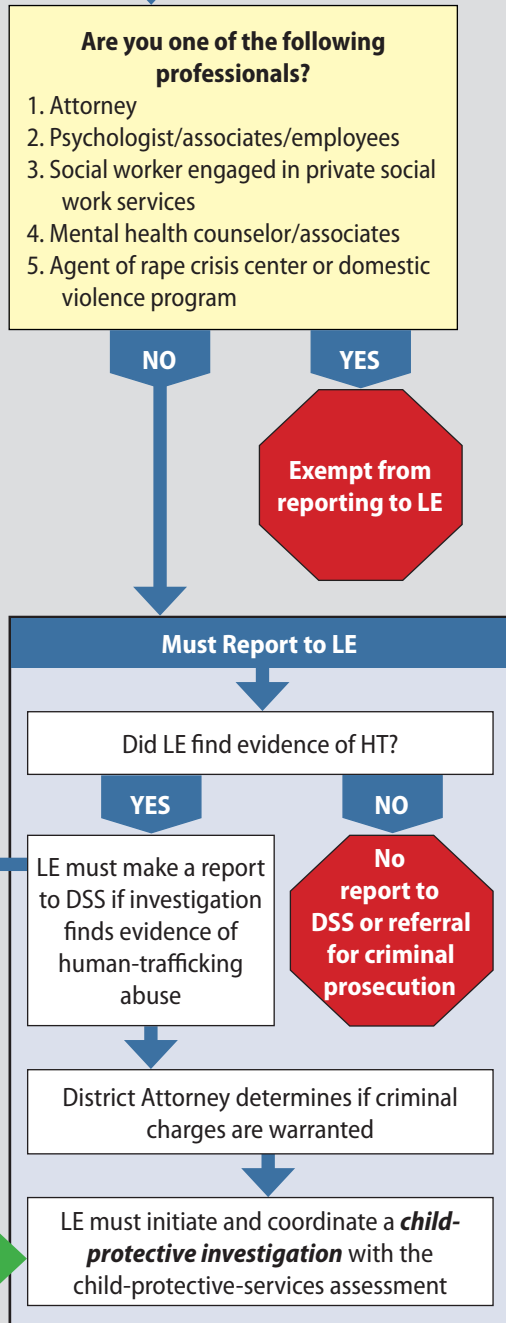 Are you one of the following
professionals?
1. Attorney
2. Psychologist/associates/employees
3. Social worker engaged in private social
work services
4. Mental health counselor/associates
5. Agent of rape crisis center or domestic
violence program
NO
YES
Exempt from
reporting to LE
Must Report to LE
Did LE find evidence of HT?
YES
NO
LE must make a report
to DSS if investigation
finds evidence of
human-trafficking
abuse
No
report to
DSS or referral
for criminal
prosecution
District Attorney determines if criminal
charges are warranted
LE must initiate and coordinate a child-
protective investigation with the
child-protective-services assessment